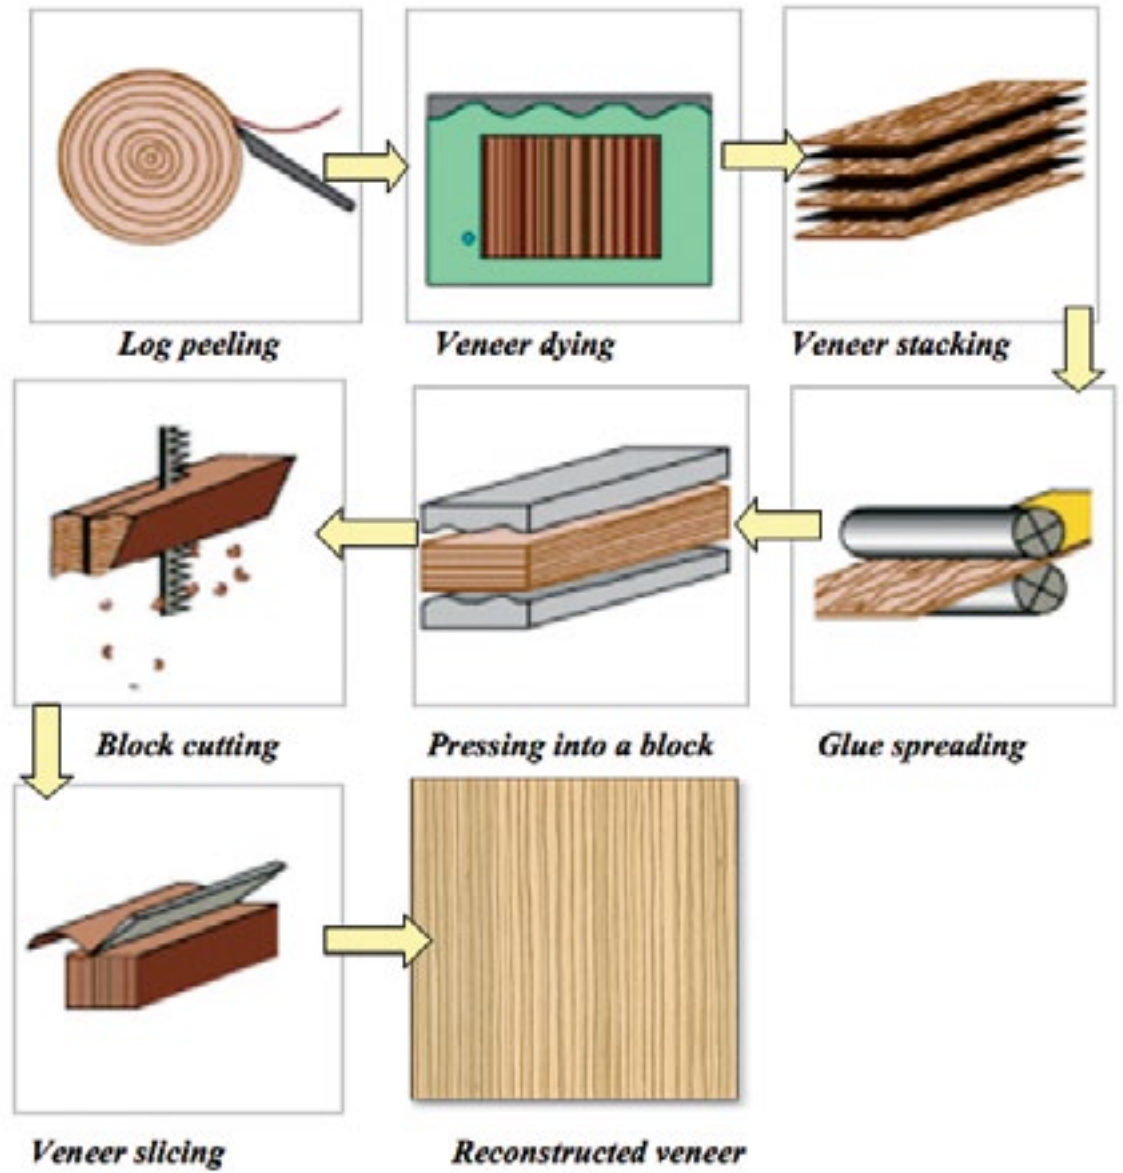 Log peeling
Veneer dying
Veneer stacking
Block cutting
Pressing into a block
Glue spreading
Veneer slicing
Reconstructed veneer